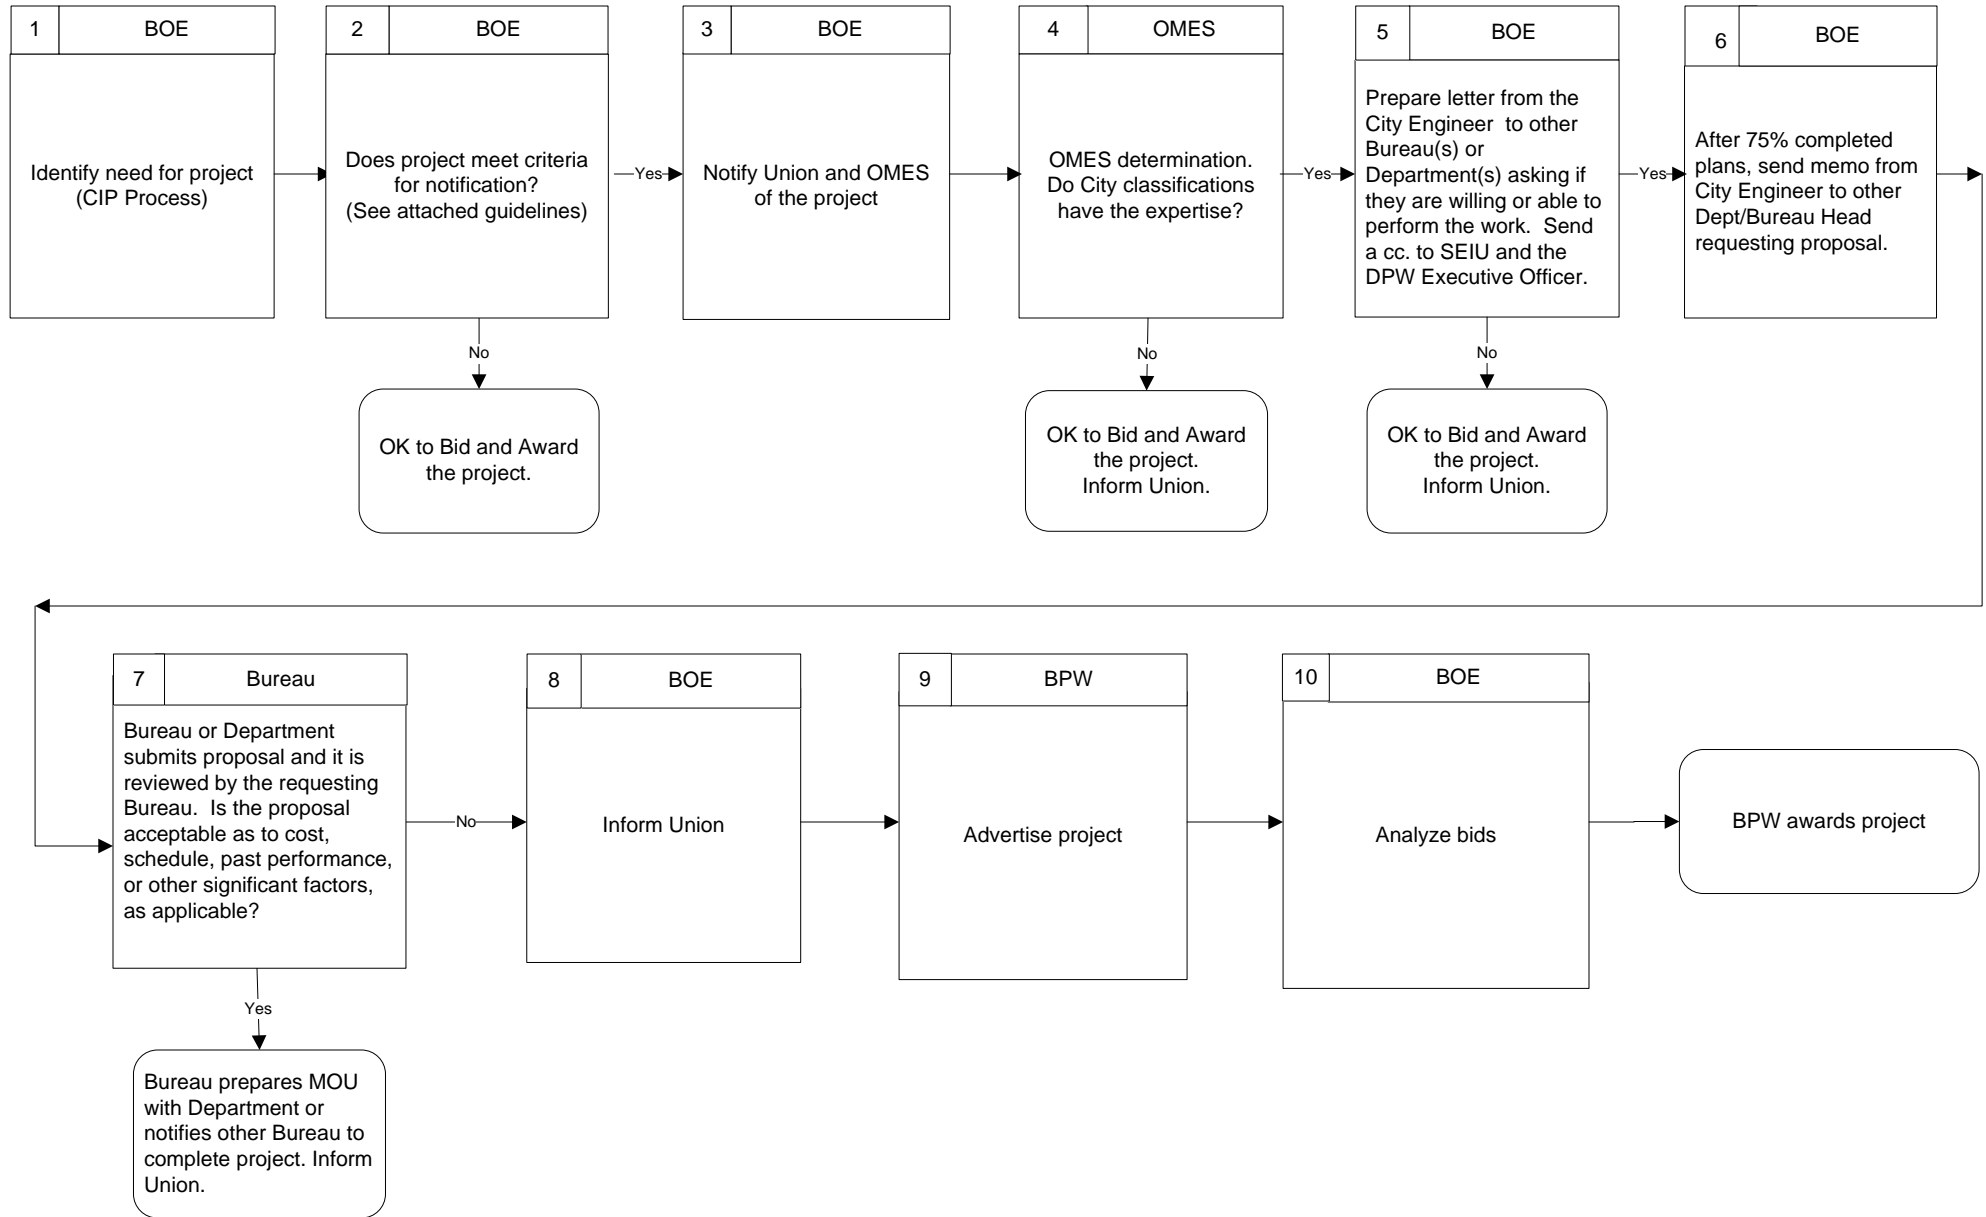 1
BOE
Identify need for project
(CIP Process)
2
BOE
Does project meet criteria
for notification?
(See attached guidelines)
No
OK to Bid and Award
the project.
Yes
3
BOE
Notify Union and OMES
of the project
4
OMES
OMES determination.
Do City classifications
have the expertise?
No
OK to Bid and Award
the project.
Inform Union.
Yes
5
BOE
Prepare letter from the
City Engineer to other
Bureau(s) or
Department(s) asking if
they are willing or able to
perform the work. Send
a cc. to SEIU and the
DPW Executive Officer.
No
OK to Bid and Award
the project.
Inform Union.
Yes
6
BOE
After 75% completed
plans, send memo from
City Engineer to other
Dept/Bureau Head
requesting proposal.
7
Bureau
Bureau or Department
submits proposal and it is
reviewed by the requesting
Bureau. Is the proposal
acceptable as to cost,
schedule, past performance,
or other significant factors,
as applicable?
Yes
Bureau prepares MOU
with Department or
notifies other Bureau to
complete project. Inform
Union.
No
8
BOE
Inform Union
9
BPW
Advertise project
10
BOE
Analyze bids
BPW awards project